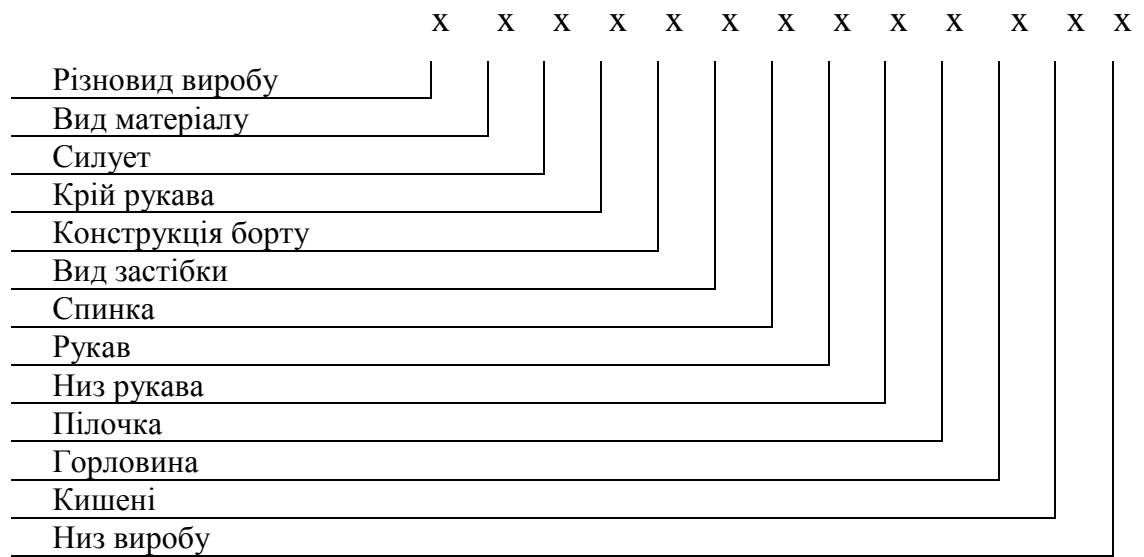 х х х х х х х х х х х х х
Різновид виробу
Вид матеріалу
Силует
Крій рукава
Конструкція борту
Вид застібки
Спинка
Рукав
Низ рукава
Пілочка
Горловина
Кишені
Низ виробу